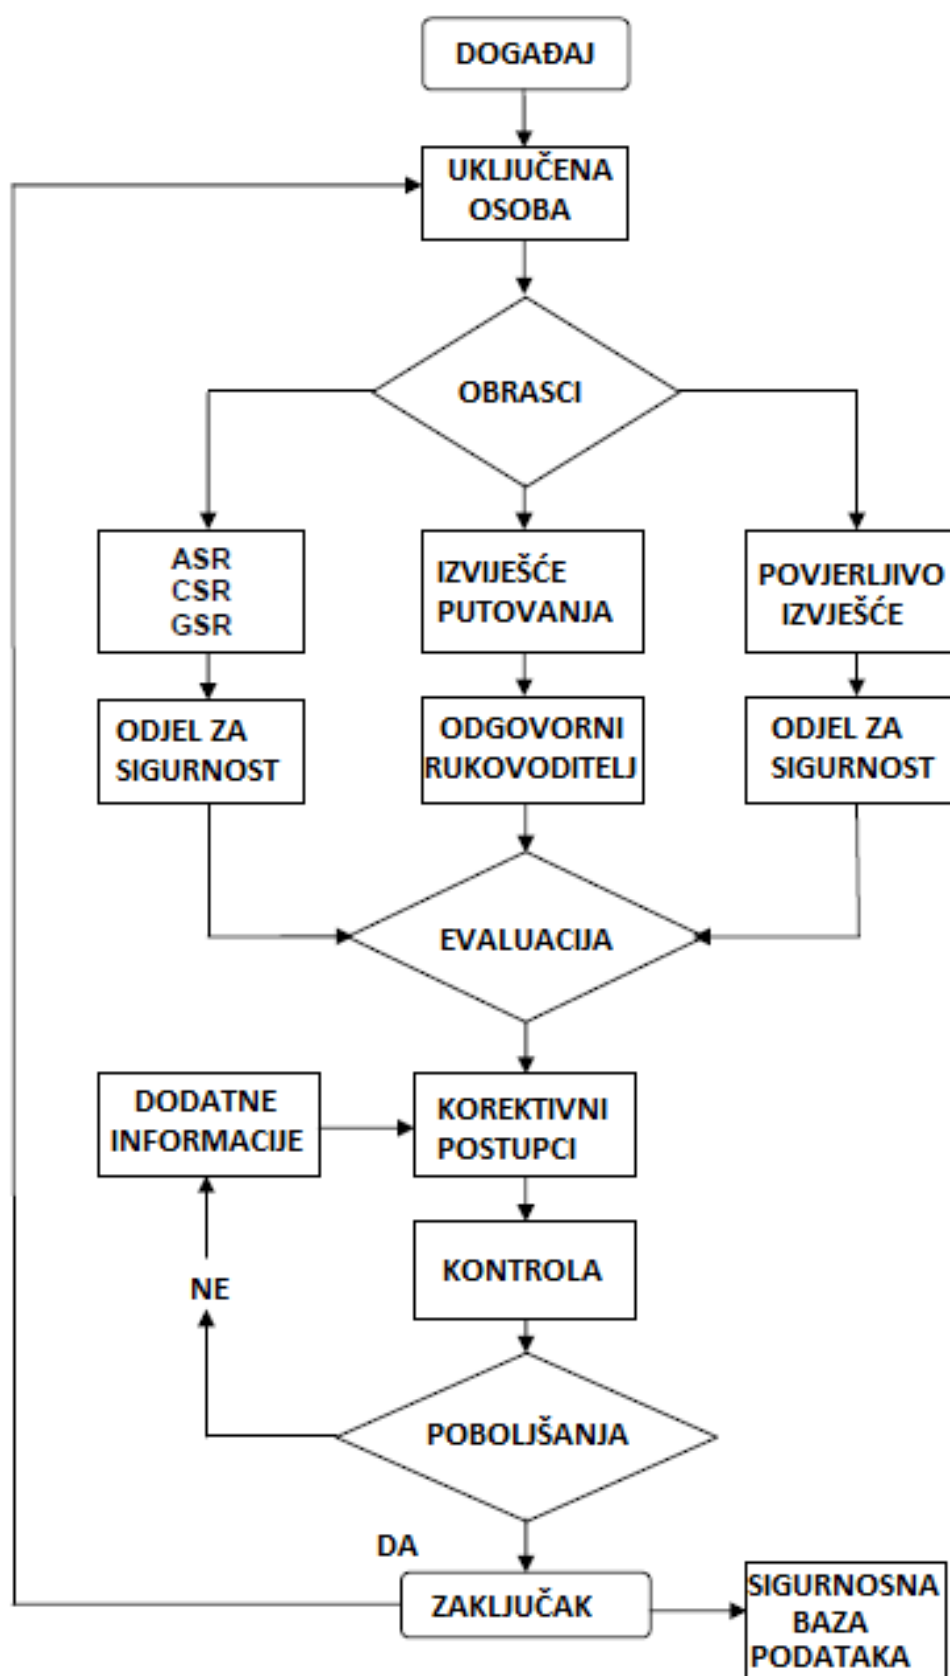 DOGAĐAJ
UKLJUČENA
OSOBA
OBRASCI
ASR
CSR
GSR
IZVIJEŠĆE
PUTOVANJA
POVJERLJIVO
IZVJEŠĆE
ODJEL ZA
SIGURNOST
ODGOVORNI
RUKOVODITELJ
ODJEL ZA
SIGURNOST
EVALUACIJA
DODATNE
INFORMACIJE
KOREKTIVNI
POSTUPCI
KONTROLA
NE
POBOLJŠANJA
DA
ZAKLJUČAK
SIGURNOSNA
BAZA
PODATAKA